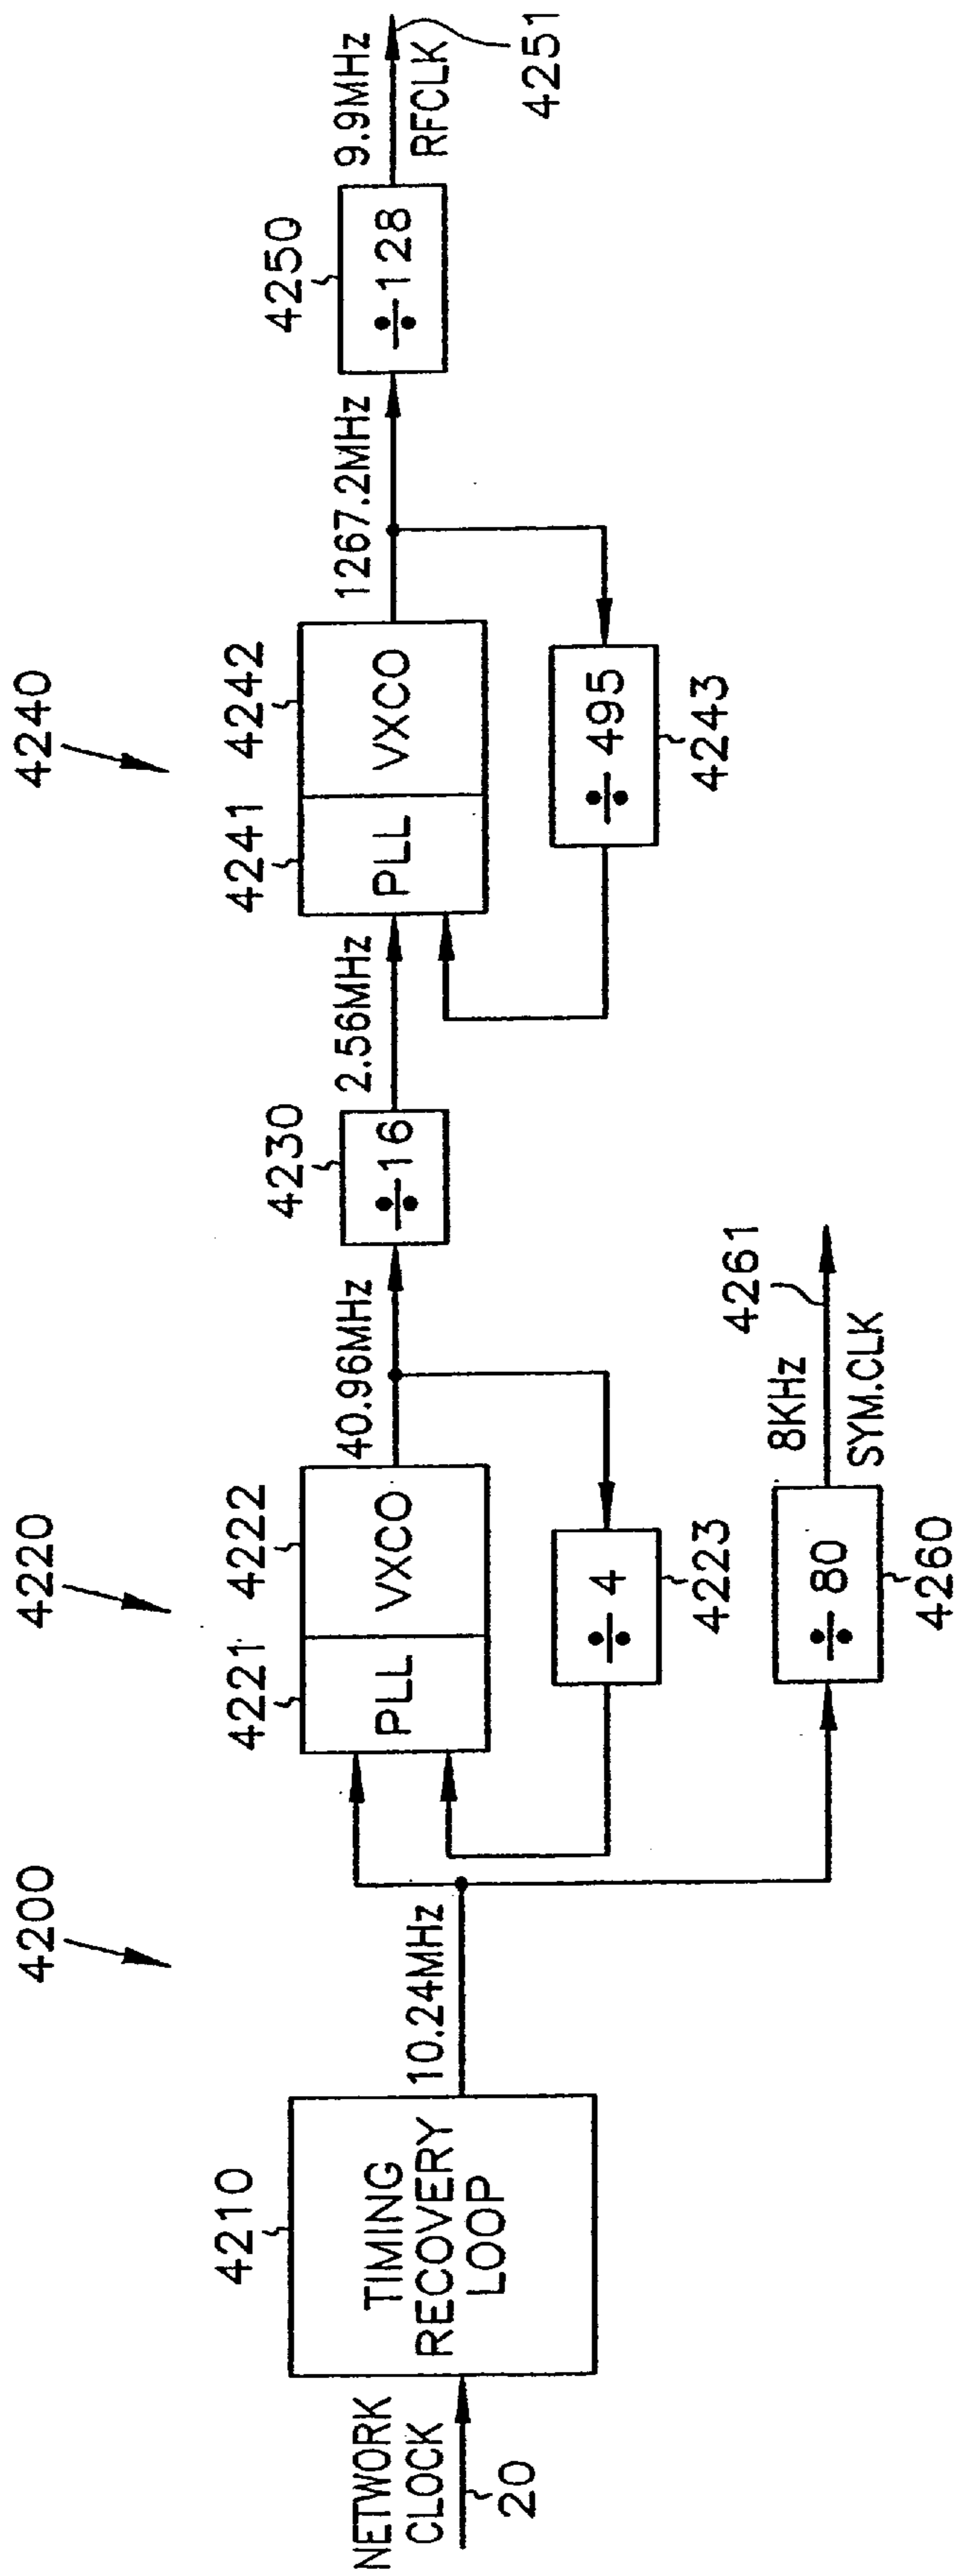 4200
4220
4240
NETWORK
CLOCK
20
4210
TIMING
RECOVERY
LOOP
10.24MHz
4221
4222
PLL
VXCO
÷ 4
4223
40.96MHz
÷ 80
4260
8KHz
SYM.CLK
4261
4230
÷16
2.56MHz
4241
4242
PLL
VXCO
÷ 495
4243
1267.2MHz
4250
÷128
9.9MHz
RFCLK
4251